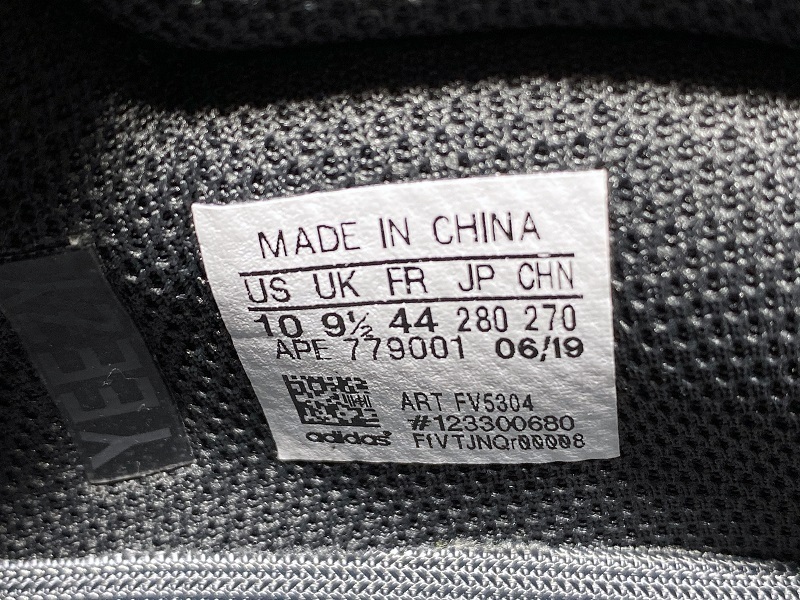 MADE IN CHINA
US UK FR JP CHN
10 9½ 44 280 270
APE 779001 06/19
ART FV5304
#123300680
adidas
FfVTJNQr00008
YEEZY